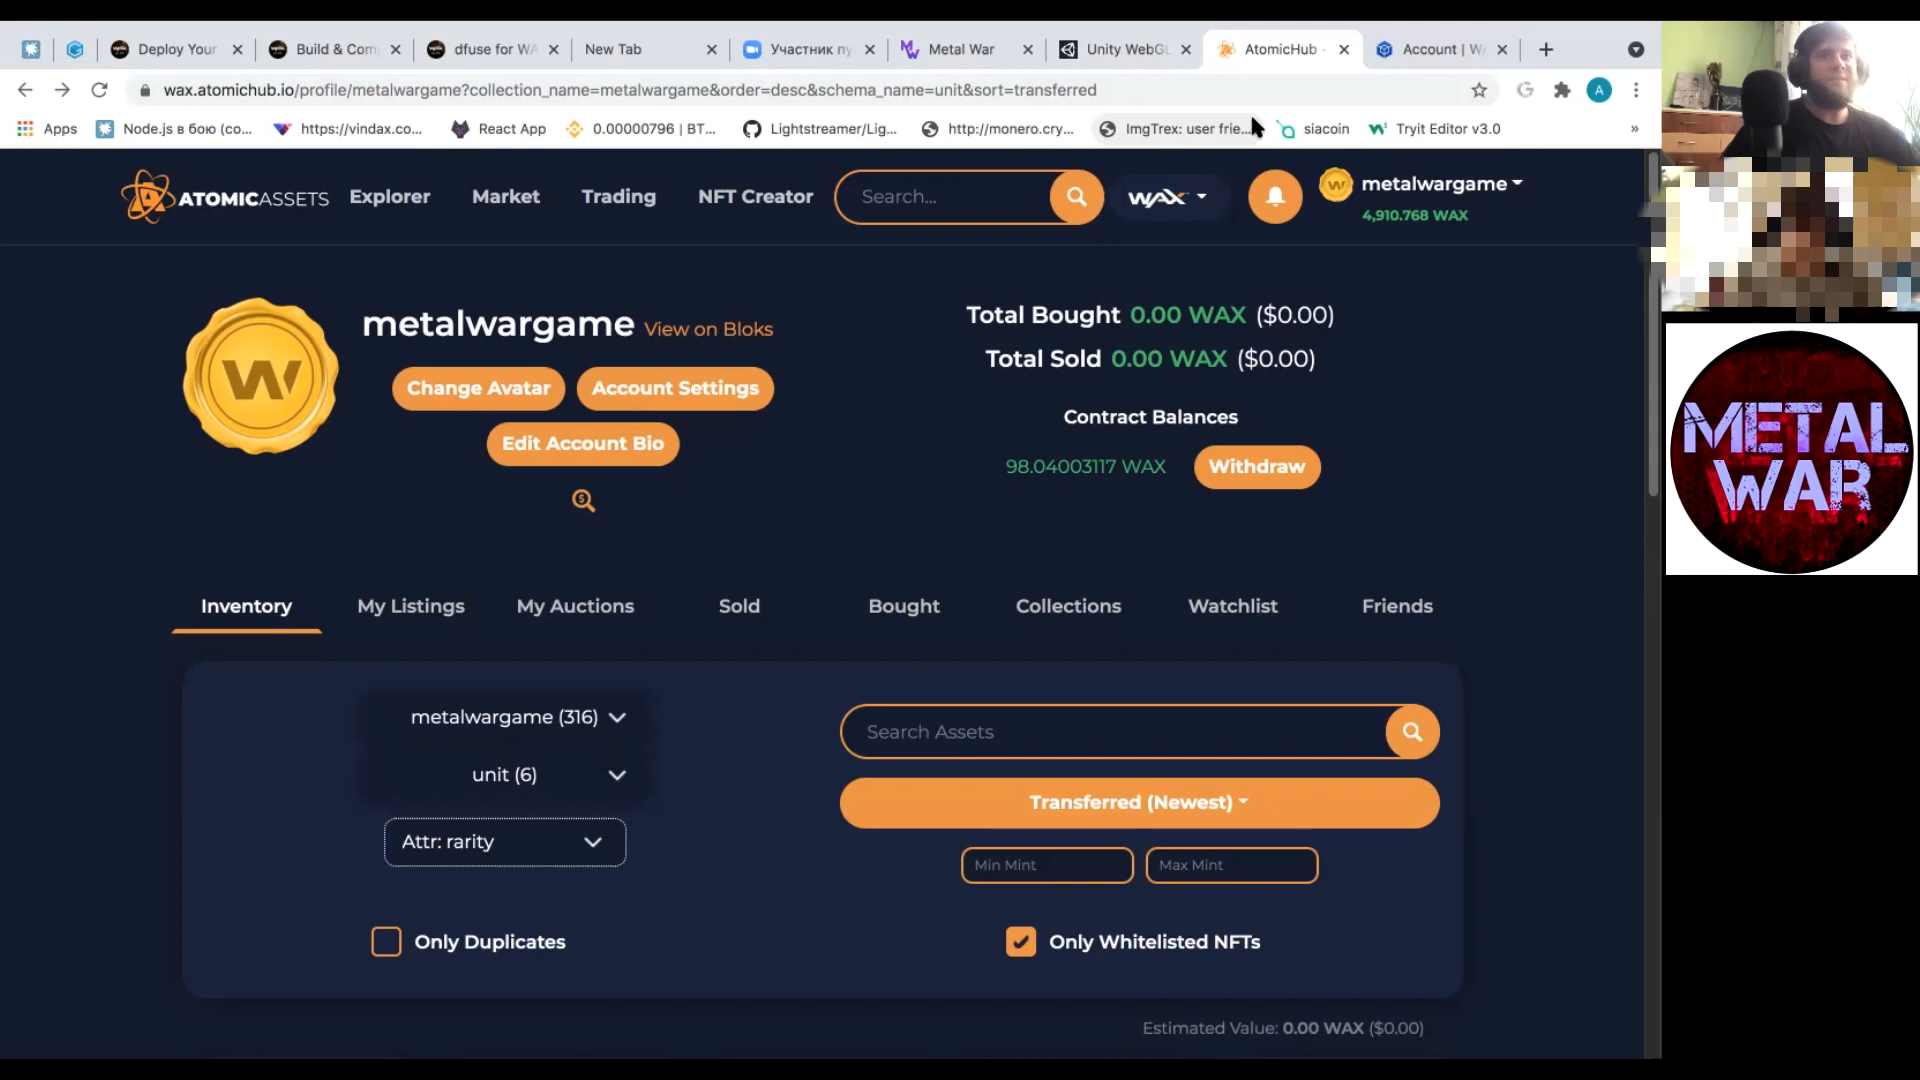 Deploy Your
Build & Com
dfuse for WA
New Tab
Участник пу
Metal War
Unity WebGL
AtomicHub -
Account | W
wax.atomichub.io/profile/metalwargame?collection_name=metalwargame&order=desc&schema_name=unit&sort=transferred
A
Apps
Node.js в бою (со...
https://vindax.co...
React App
0.00000796 | BT...
Lightstreamer/Lig...
http://monero.cry...
ImgTrex: user frie...
siacoin
Tryit Editor v3.0
»
ATOMICASSETS
Explorer
Market
Trading
NFT Creator
Search...
WAX
metalwargame
4,910.768 WAX
W
metalwargame View on Bloks
Change Avatar
Account Settings
Edit Account Bio
Total Bought 0.00 WAX ($0.00)
Total Sold 0.00 WAX ($0.00)
Contract Balances
98.04003117 WAX
Withdraw
METAL
WAR
Inventory
My Listings
My Auctions
Sold
Bought
Collections
Watchlist
Friends
metalwargame (316)
unit (6)
Attr: rarity
Search Assets
Transferred (Newest)
Min Mint
Max Mint
Only Duplicates
Only Whitelisted NFTs
Estimated Value: 0.00 WAX ($0.00)